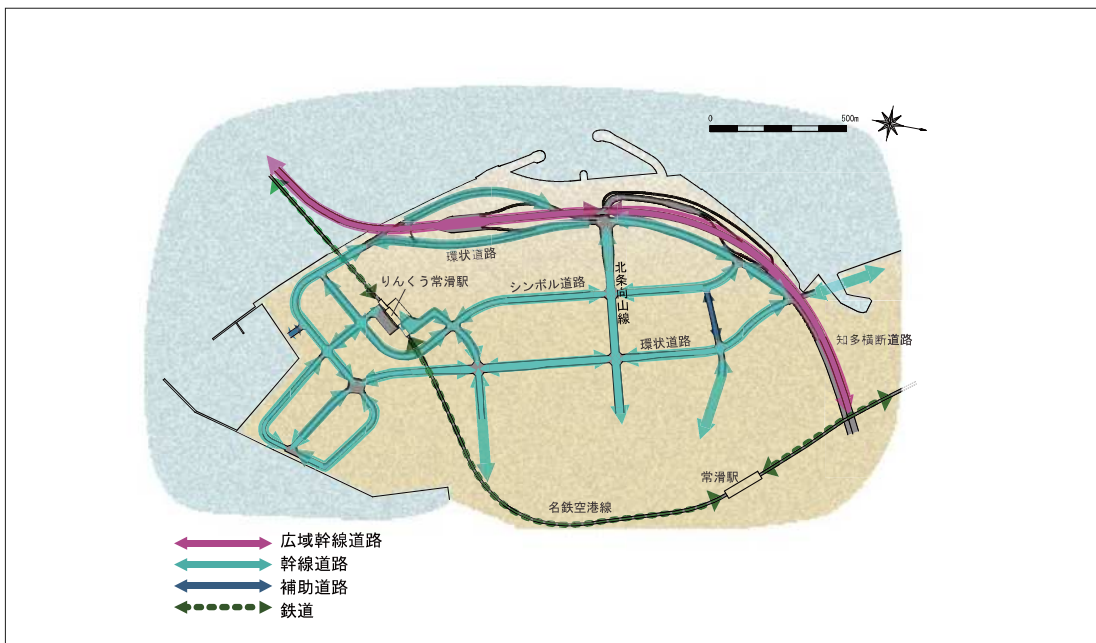 0 500m
環状道路
りんくう常滑駅
シンボル道路
北条向山線
環状道路
知多横断道路
常滑駅
名鉄空港線
広域幹線道路
幹線道路
補助道路
鉄道